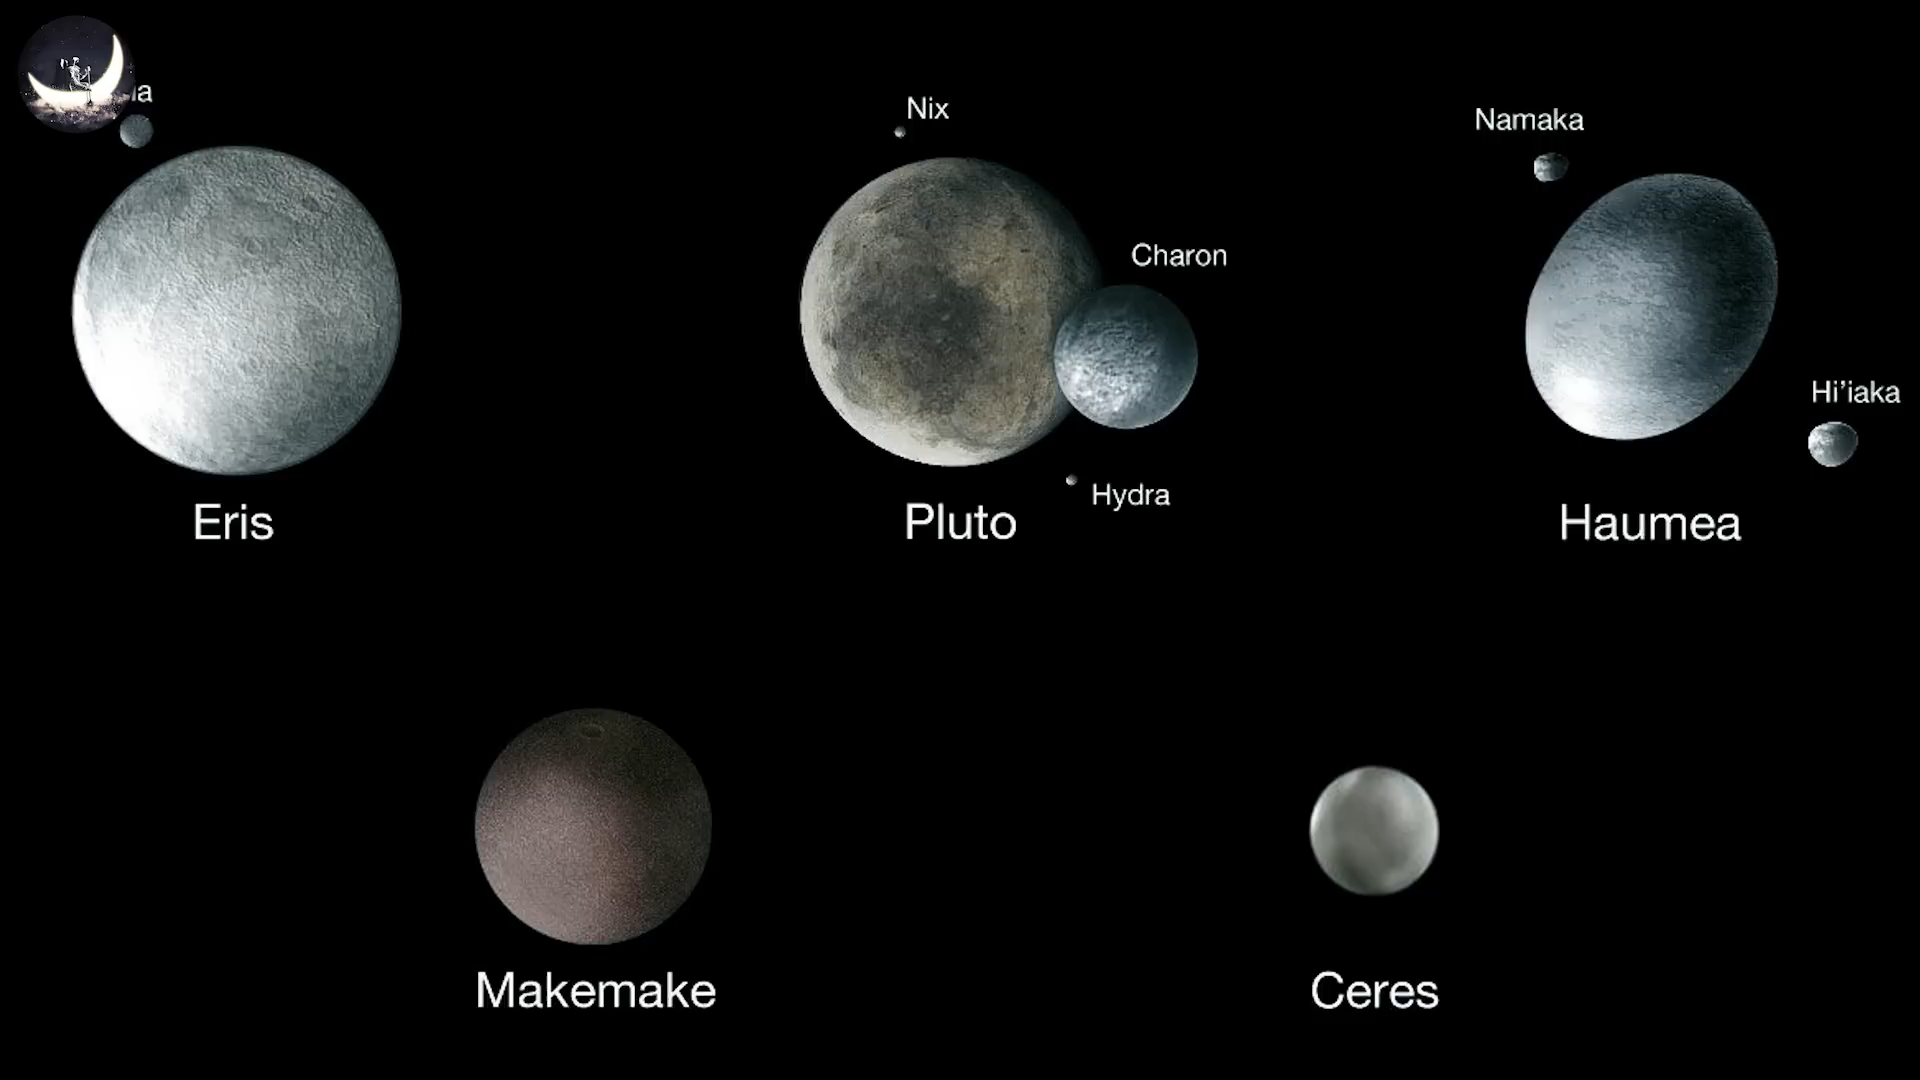 Nix
Namaka
Charon
Hi’iaka
Hydra
Eris
Pluto
Haumea
Makemake
Ceres